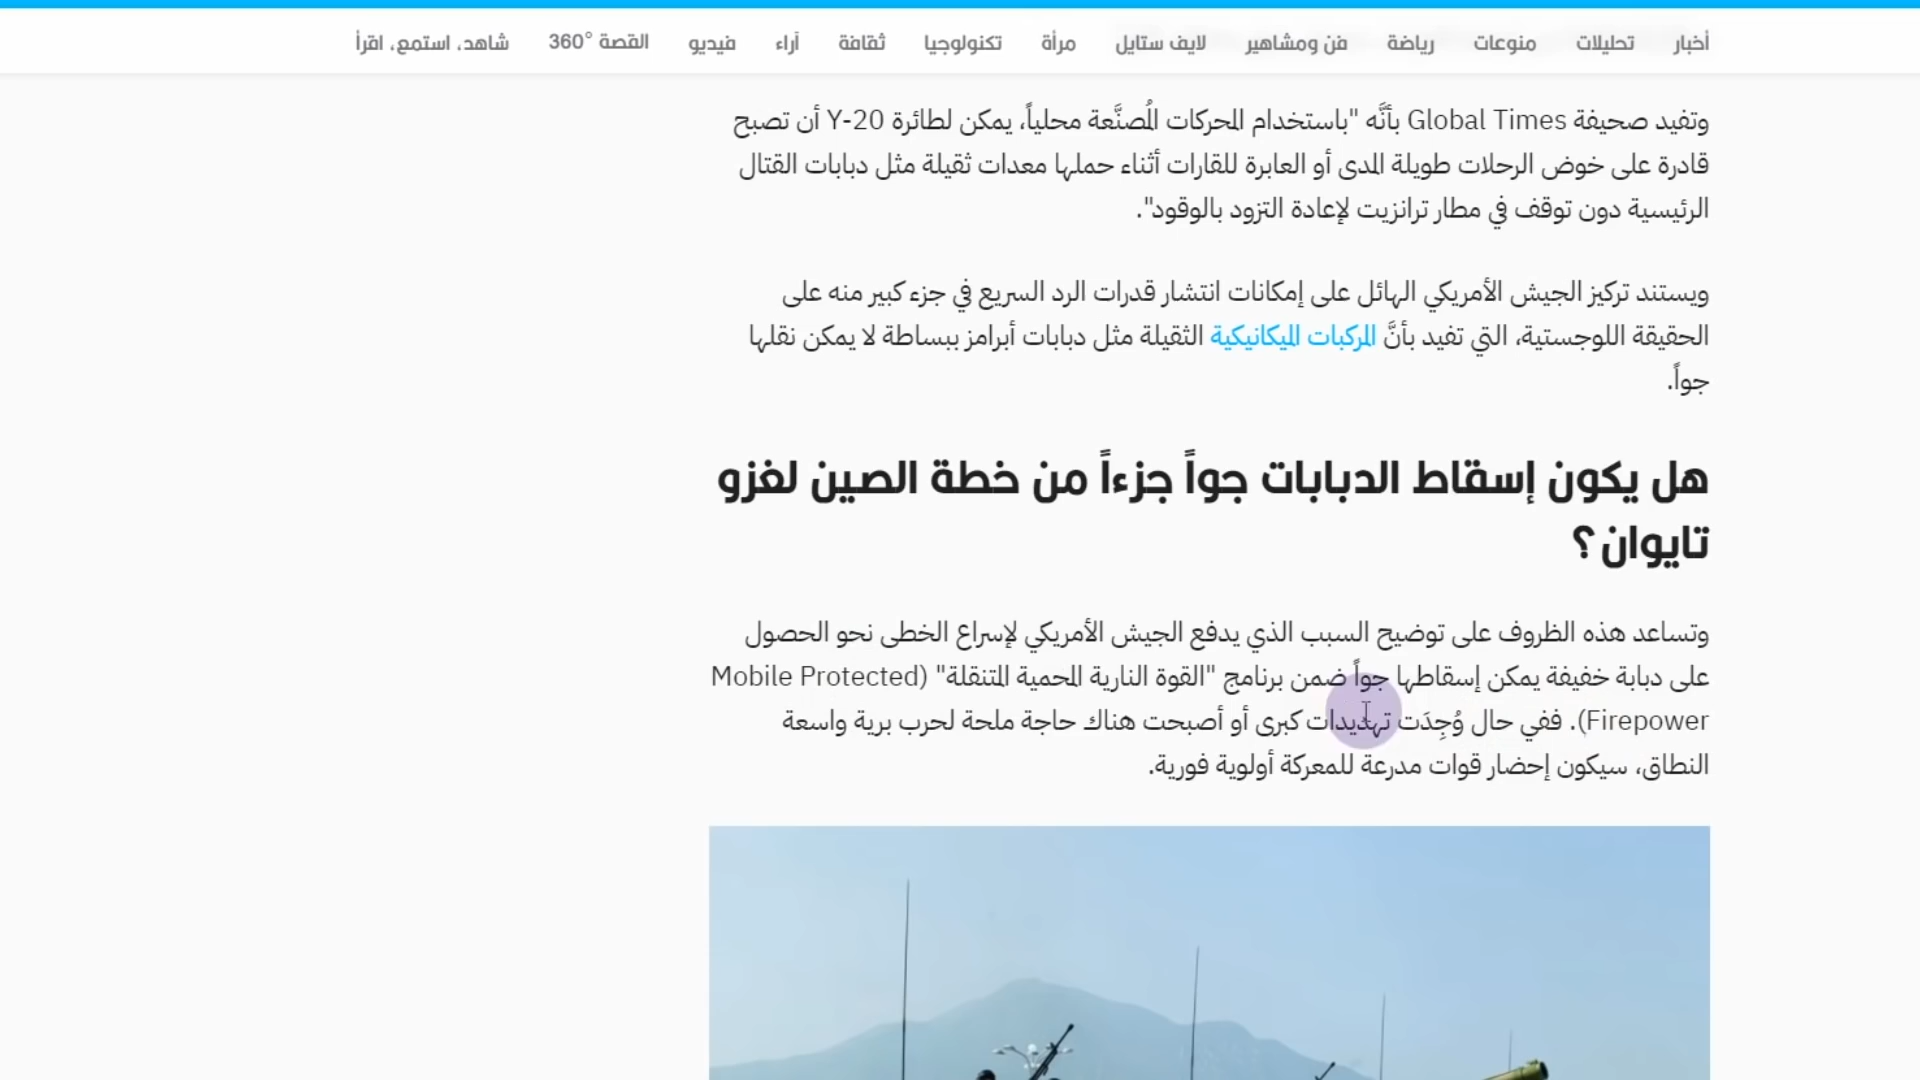 أخبار تحليلات منوعات رياضة فن ومشاهير لايف ستايل مرأة تكنولوجيا ثقافة آراء فيديو القصة °360 شاهد، استمع، اقرأ
وتفيد صحيفة Global Times بأنَّه "باستخدام المحركات المُصنَّعة محلياً، يمكن لطائرة Y-20 أن تصبح
قادرة على خوض الرحلات طويلة المدى أو العابرة للقارات أثناء حملها معدات ثقيلة مثل دبابات القتال
الرئيسية دون توقف في مطار ترانزيت لإعادة التزود بالوقود".
ويستند تركيز الجيش الأمريكي الهائل على إمكانات انتشار قدرات الرد السريع في جزء كبير منه على
الحقيقة اللوجستية، التي تفيد بأنَّ المركبات الميكانيكية الثقيلة مثل دبابات أبرامز ببساطة لا يمكن نقلها
جواً.
هل يكون إسقاط الدبابات جواً جزءاً من خطة الصين لغزو
تايوان؟
وتساعد هذه الظروف على توضيح السبب الذي يدفع الجيش الأمريكي لإسراع الخطى نحو الحصول
على دبابة خفيفة يمكن إسقاطها جواً ضمن برنامج "القوة النارية المحمية المتنقلة" (Mobile Protected
Firepower). ففي حال وُجِدَت تهديدات كبرى أو أصبحت هناك حاجة ملحة لحرب برية واسعة
النطاق، سيكون إحضار قوات مدرعة للمعركة أولوية فورية.